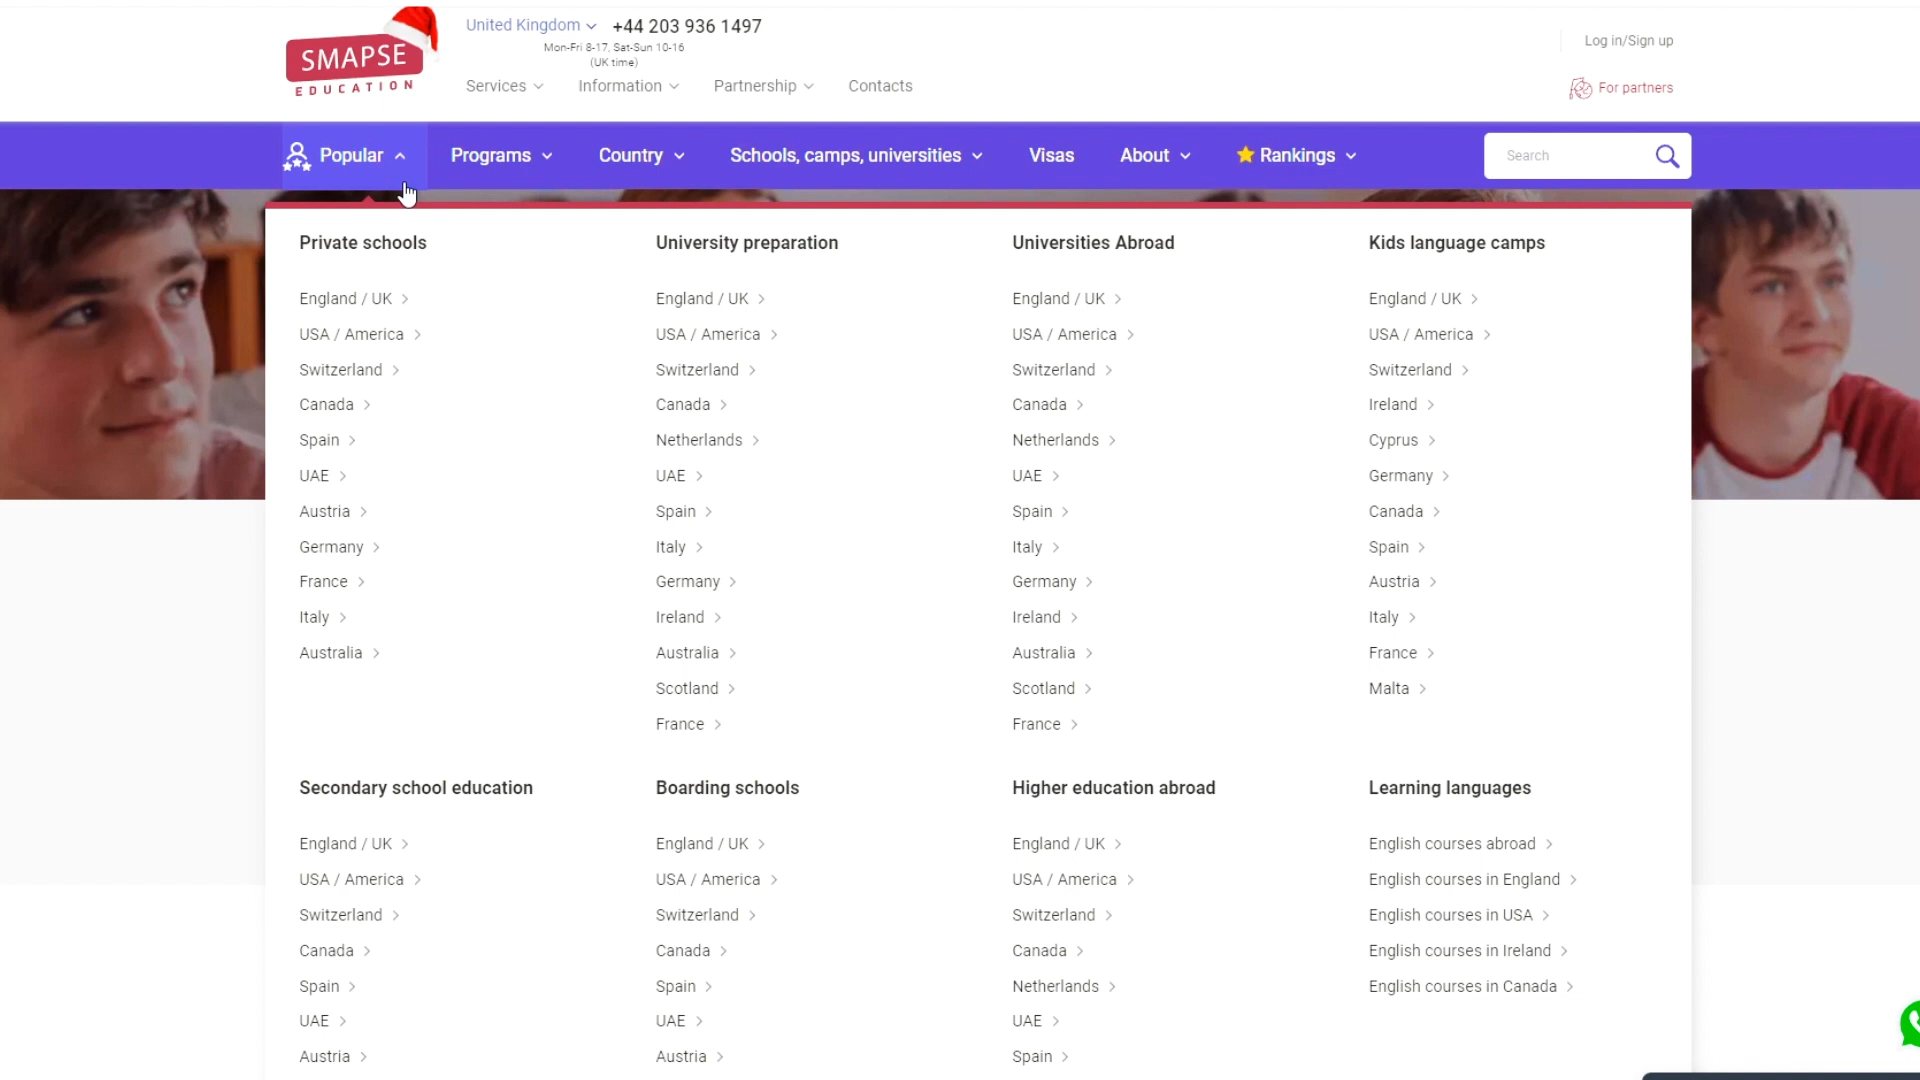 SMAPSE
EDUCATION
United Kingdom
+44 203 936 1497
Mon-Fri 8-17, Sat-Sun 10-16
(UK time)
Services
Information
Partnership
Contacts
Log in/Sign up
For partners
Popular
Programs
Country
Schools, camps, universities
Visas
About
Rankings
Search
Private schools
England / UK
USA / America
Switzerland
Canada
Spain
UAE
Austria
Germany
France
Italy
Australia
University preparation
England / UK
USA / America
Switzerland
Canada
Netherlands
UAE
Spain
Italy
Germany
Ireland
Australia
Scotland
France
Universities Abroad
England / UK
USA / America
Switzerland
Canada
Netherlands
UAE
Spain
Italy
Germany
Ireland
Australia
Scotland
France
Kids language camps
England / UK
USA / America
Switzerland
Ireland
Cyprus
Germany
Canada
Spain
Austria
Italy
France
Malta
Secondary school education
England / UK
USA / America
Switzerland
Canada
Spain
UAE
Austria
Boarding schools
England / UK
USA / America
Switzerland
Canada
Spain
UAE
Austria
Higher education abroad
England / UK
USA / America
Switzerland
Canada
Netherlands
UAE
Spain
Learning languages
English courses abroad
English courses in England
English courses in USA
English courses in Ireland
English courses in Canada